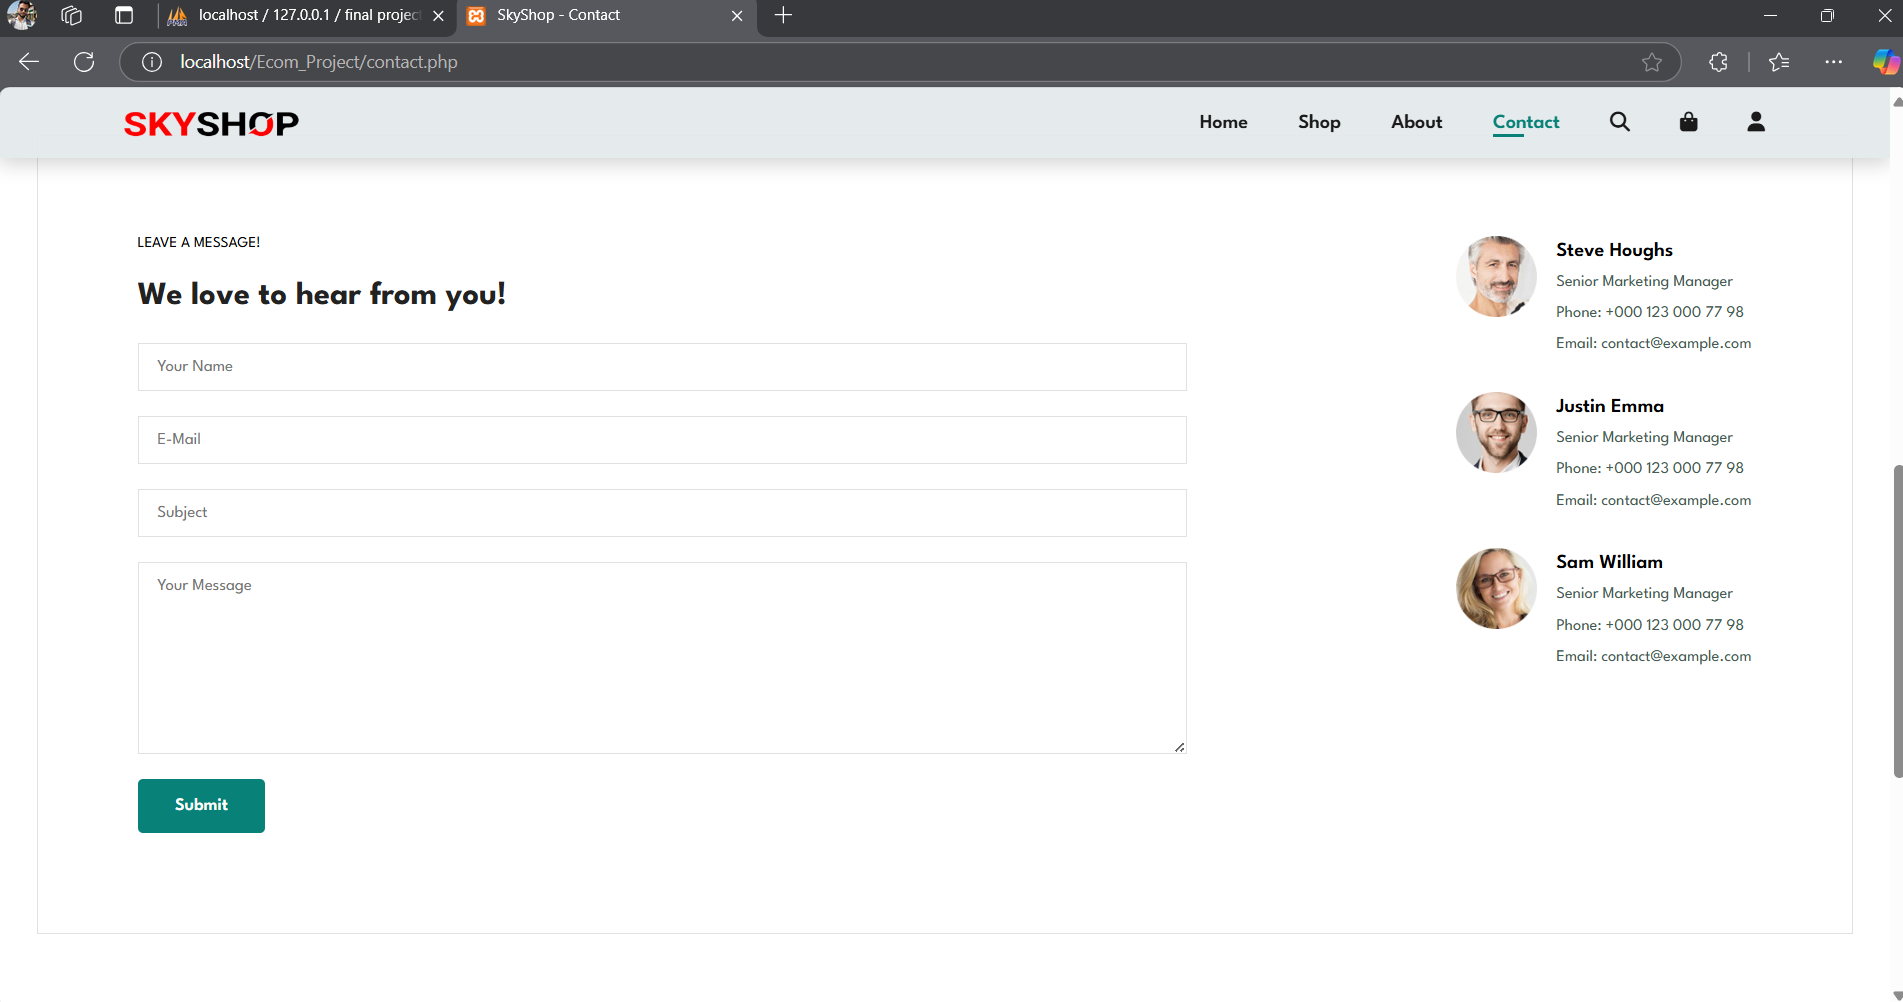 localhost / 127.0.0.1 / final project
SkyShop - Contact
localhost/Ecom_Project/contact.php
SKYSHOP
Home
Shop
About
Contact
LEAVE A MESSAGE!
We love to hear from you!
Your Name
E-Mail
Subject
Your Message
Submit
Steve Houghs
Senior Marketing Manager
Phone: +000 123 000 77 98
Email: contact@example.com
Justin Emma
Senior Marketing Manager
Phone: +000 123 000 77 98
Email: contact@example.com
Sam William
Senior Marketing Manager
Phone: +000 123 000 77 98
Email: contact@example.com